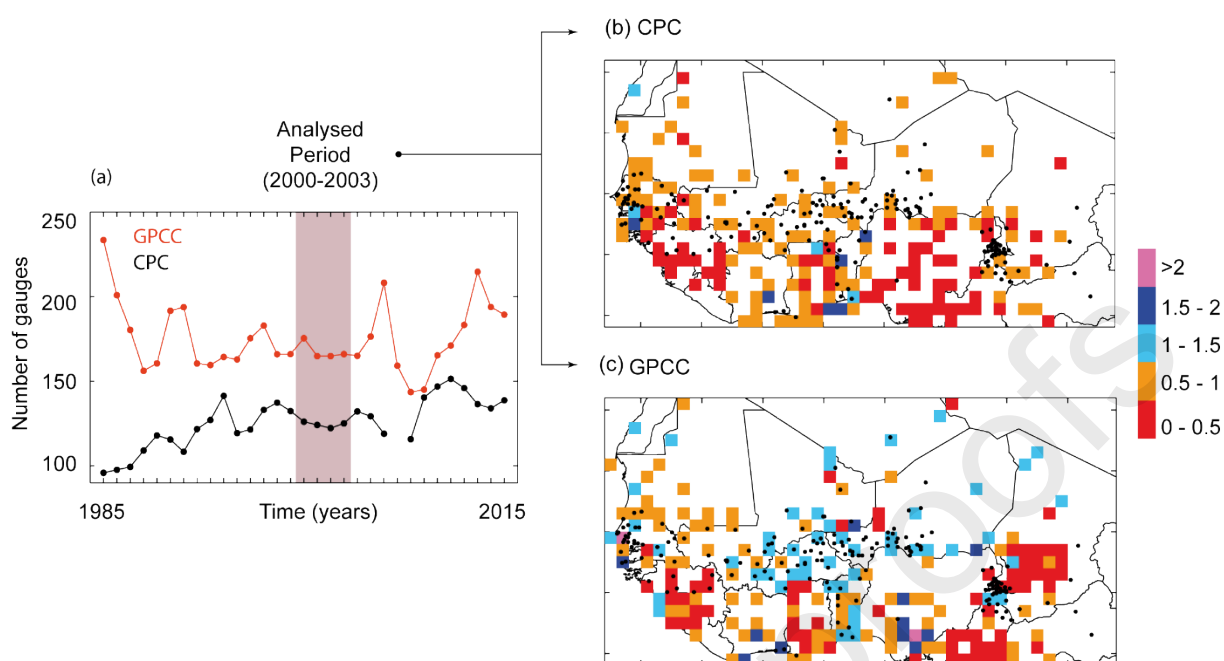 (b) CPC
Analysed
Period
(2000-2003)
(a)
250
200
150
100
Number of gauges
GPCC
CPC
1985
Time (years)
2015
(c) GPCC
>2
1.5 - 2
1 - 1.5
0.5 - 1
0 - 0.5
roofs